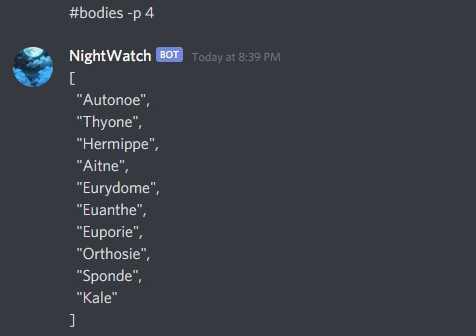 #bodies -p 4
NightWatch BOT Today at 8:39 PM
[
"Autonoe",
"Thyone",
"Hermippe",
"Aitne",
"Eurydome",
"Euanthe",
"Euporie",
"Orthosie",
"Sponde",
"Kale"
]